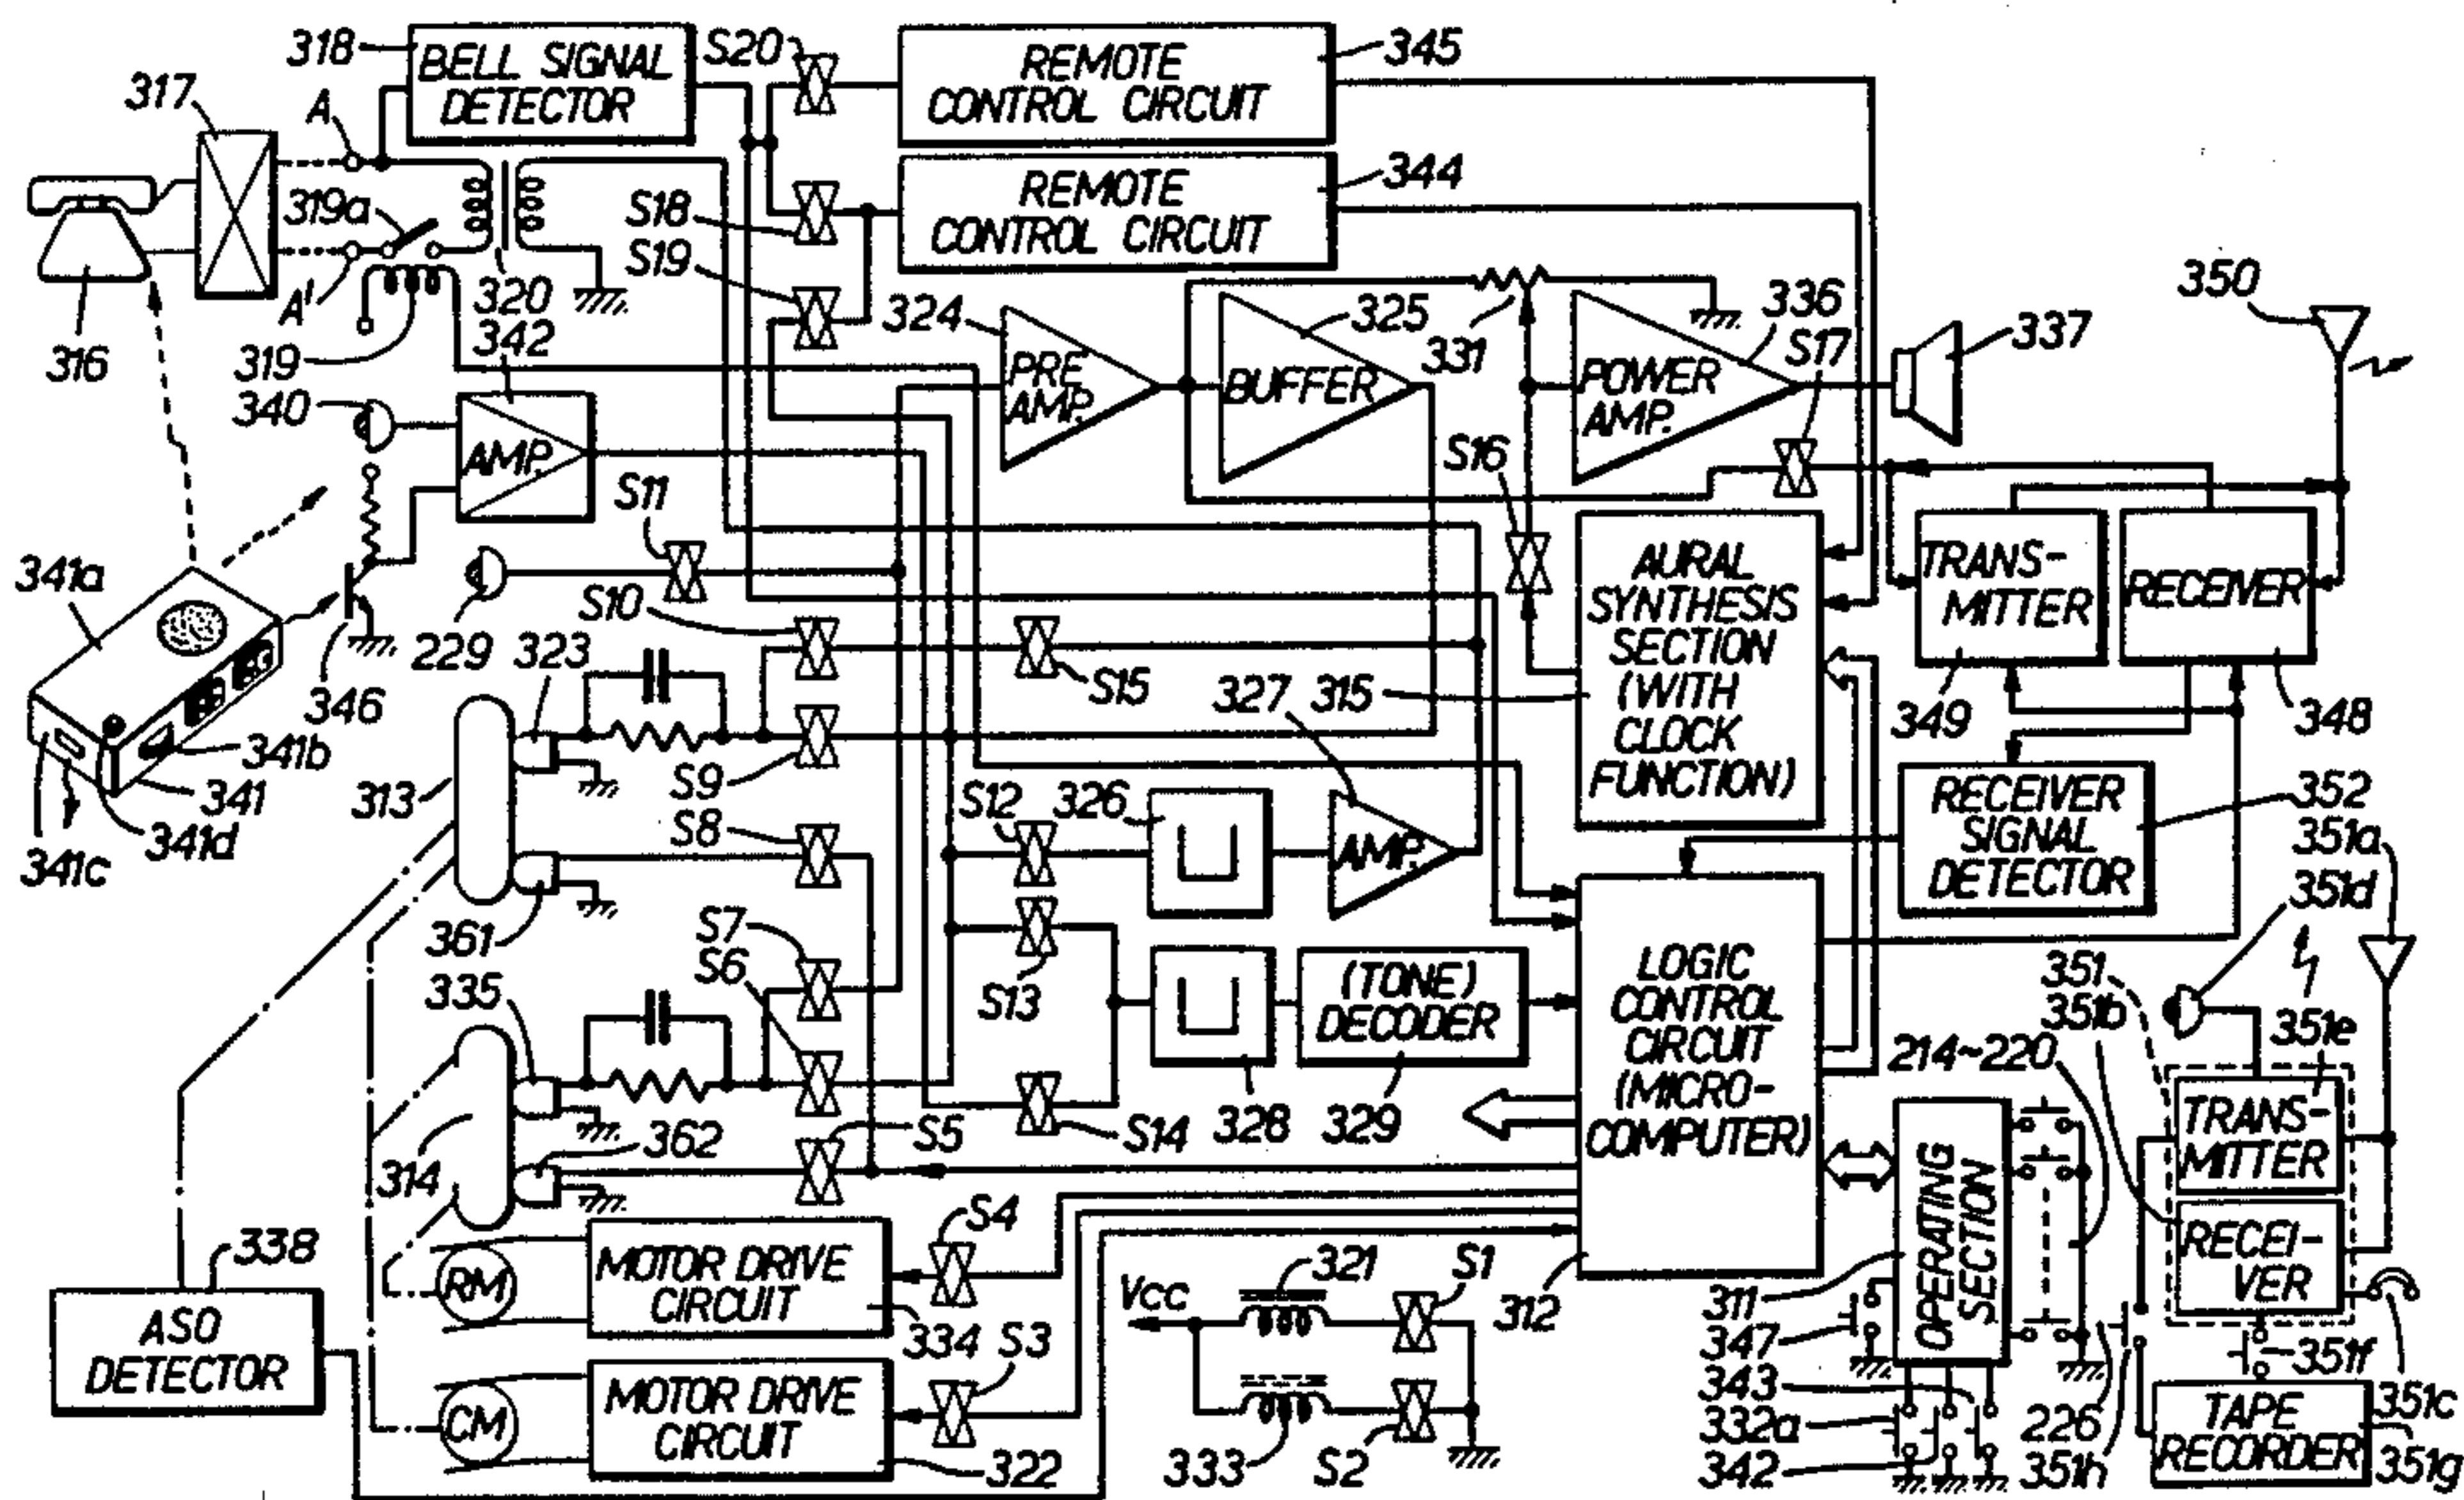 318
BELL SIGNAL
DETECTOR
S20
REMOTE
CONTROL CIRCUIT
345
317
A
319a
S18
S19
REMOTE
CONTROL CIRCUIT
344
A'
316
319
320
342
340
AMP.
324
PRE
AMP.
BUFFER
325
331
POWER
AMP.
336
S17
337
350
S16
S11
229
S10
323
S15
S9
S8
341a
341b
341
341d
341c
346
313
361
AURAL
SYNTHESIS
SECTION
(WITH
CLOCK
FUNCTION)
315
TRANS-
MITTER
349
RECEIVER
348
327
S12
326
AMP.
RECEIVER
SIGNAL
DETECTOR
352
351a
351d
S7
S6
335
S13
328
(TONE)
DECODER
329
S14
S5
362
314
LOGIC
CONTROL
CIRCUIT
(MICRO-
COMPUTER)
312
351
351b
351e
214~220
TRANS-
MITTER
RECEI-
VER
OPERATING
SECTION
311
347
343
332a
342
226
351h
351f
351c
TAPE
RECORDER
351g
338
ASO
DETECTOR
RM
MOTOR DRIVE
CIRCUIT
334
S4
CM
MOTOR DRIVE
CIRCUIT
322
S3
Vcc
321
S1
333
S2